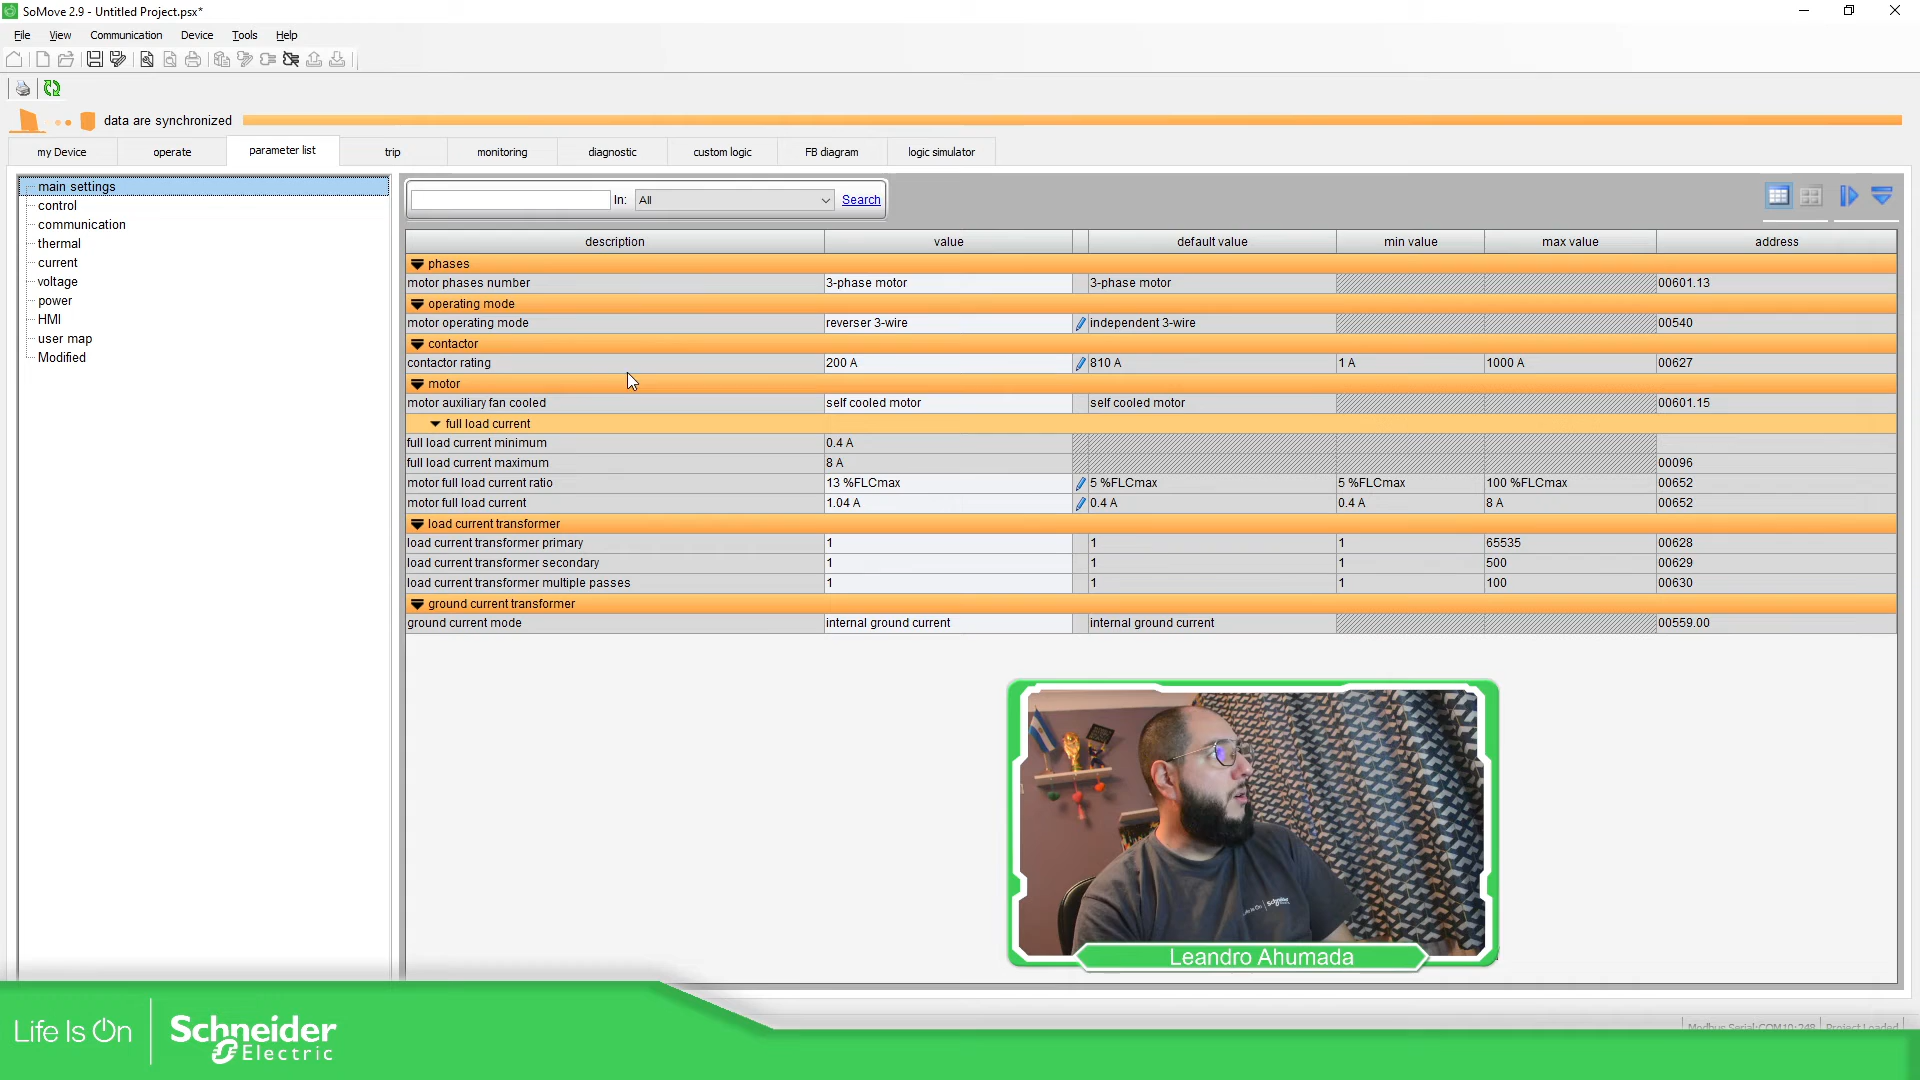 SoMove 2.9 - Untitled Project.psx*
File View Communication Device Tools Help
data are synchronized
my Device operate parameter list trip monitoring diagnostic custom logic FB diagram logic simulator
main settings
control
communication
thermal
current
voltage
power
HMI
user map
Modified
In: All Search
description value default value min value max value address
phases
motor phases number 3-phase motor 3-phase motor 00601.13
operating mode
motor operating mode reverser 3-wire independent 3-wire 00540
contactor
contactor rating 200 A 810 A 1 A 1000 A 00627
motor
motor auxiliary fan cooled self cooled motor self cooled motor 00601.15
full load current
full load current minimum 0.4 A
full load current maximum 8 A 00096
motor full load current ratio 13 %FLCmax 5 %FLCmax 5 %FLCmax 100 %FLCmax 00652
motor full load current 1.04 A 0.4 A 0.4 A 8 A 00652
load current transformer
load current transformer primary 1 1 1 65535 00628
load current transformer secondary 1 1 1 500 00629
load current transformer multiple passes 1 1 1 100 00630
ground current transformer
ground current mode internal ground current internal ground current 00559.00
Life Is On Schneider
Leandro Ahumada
Modbus Serial:COM10:248 Project Loaded
Life Is On Schneider
Electric